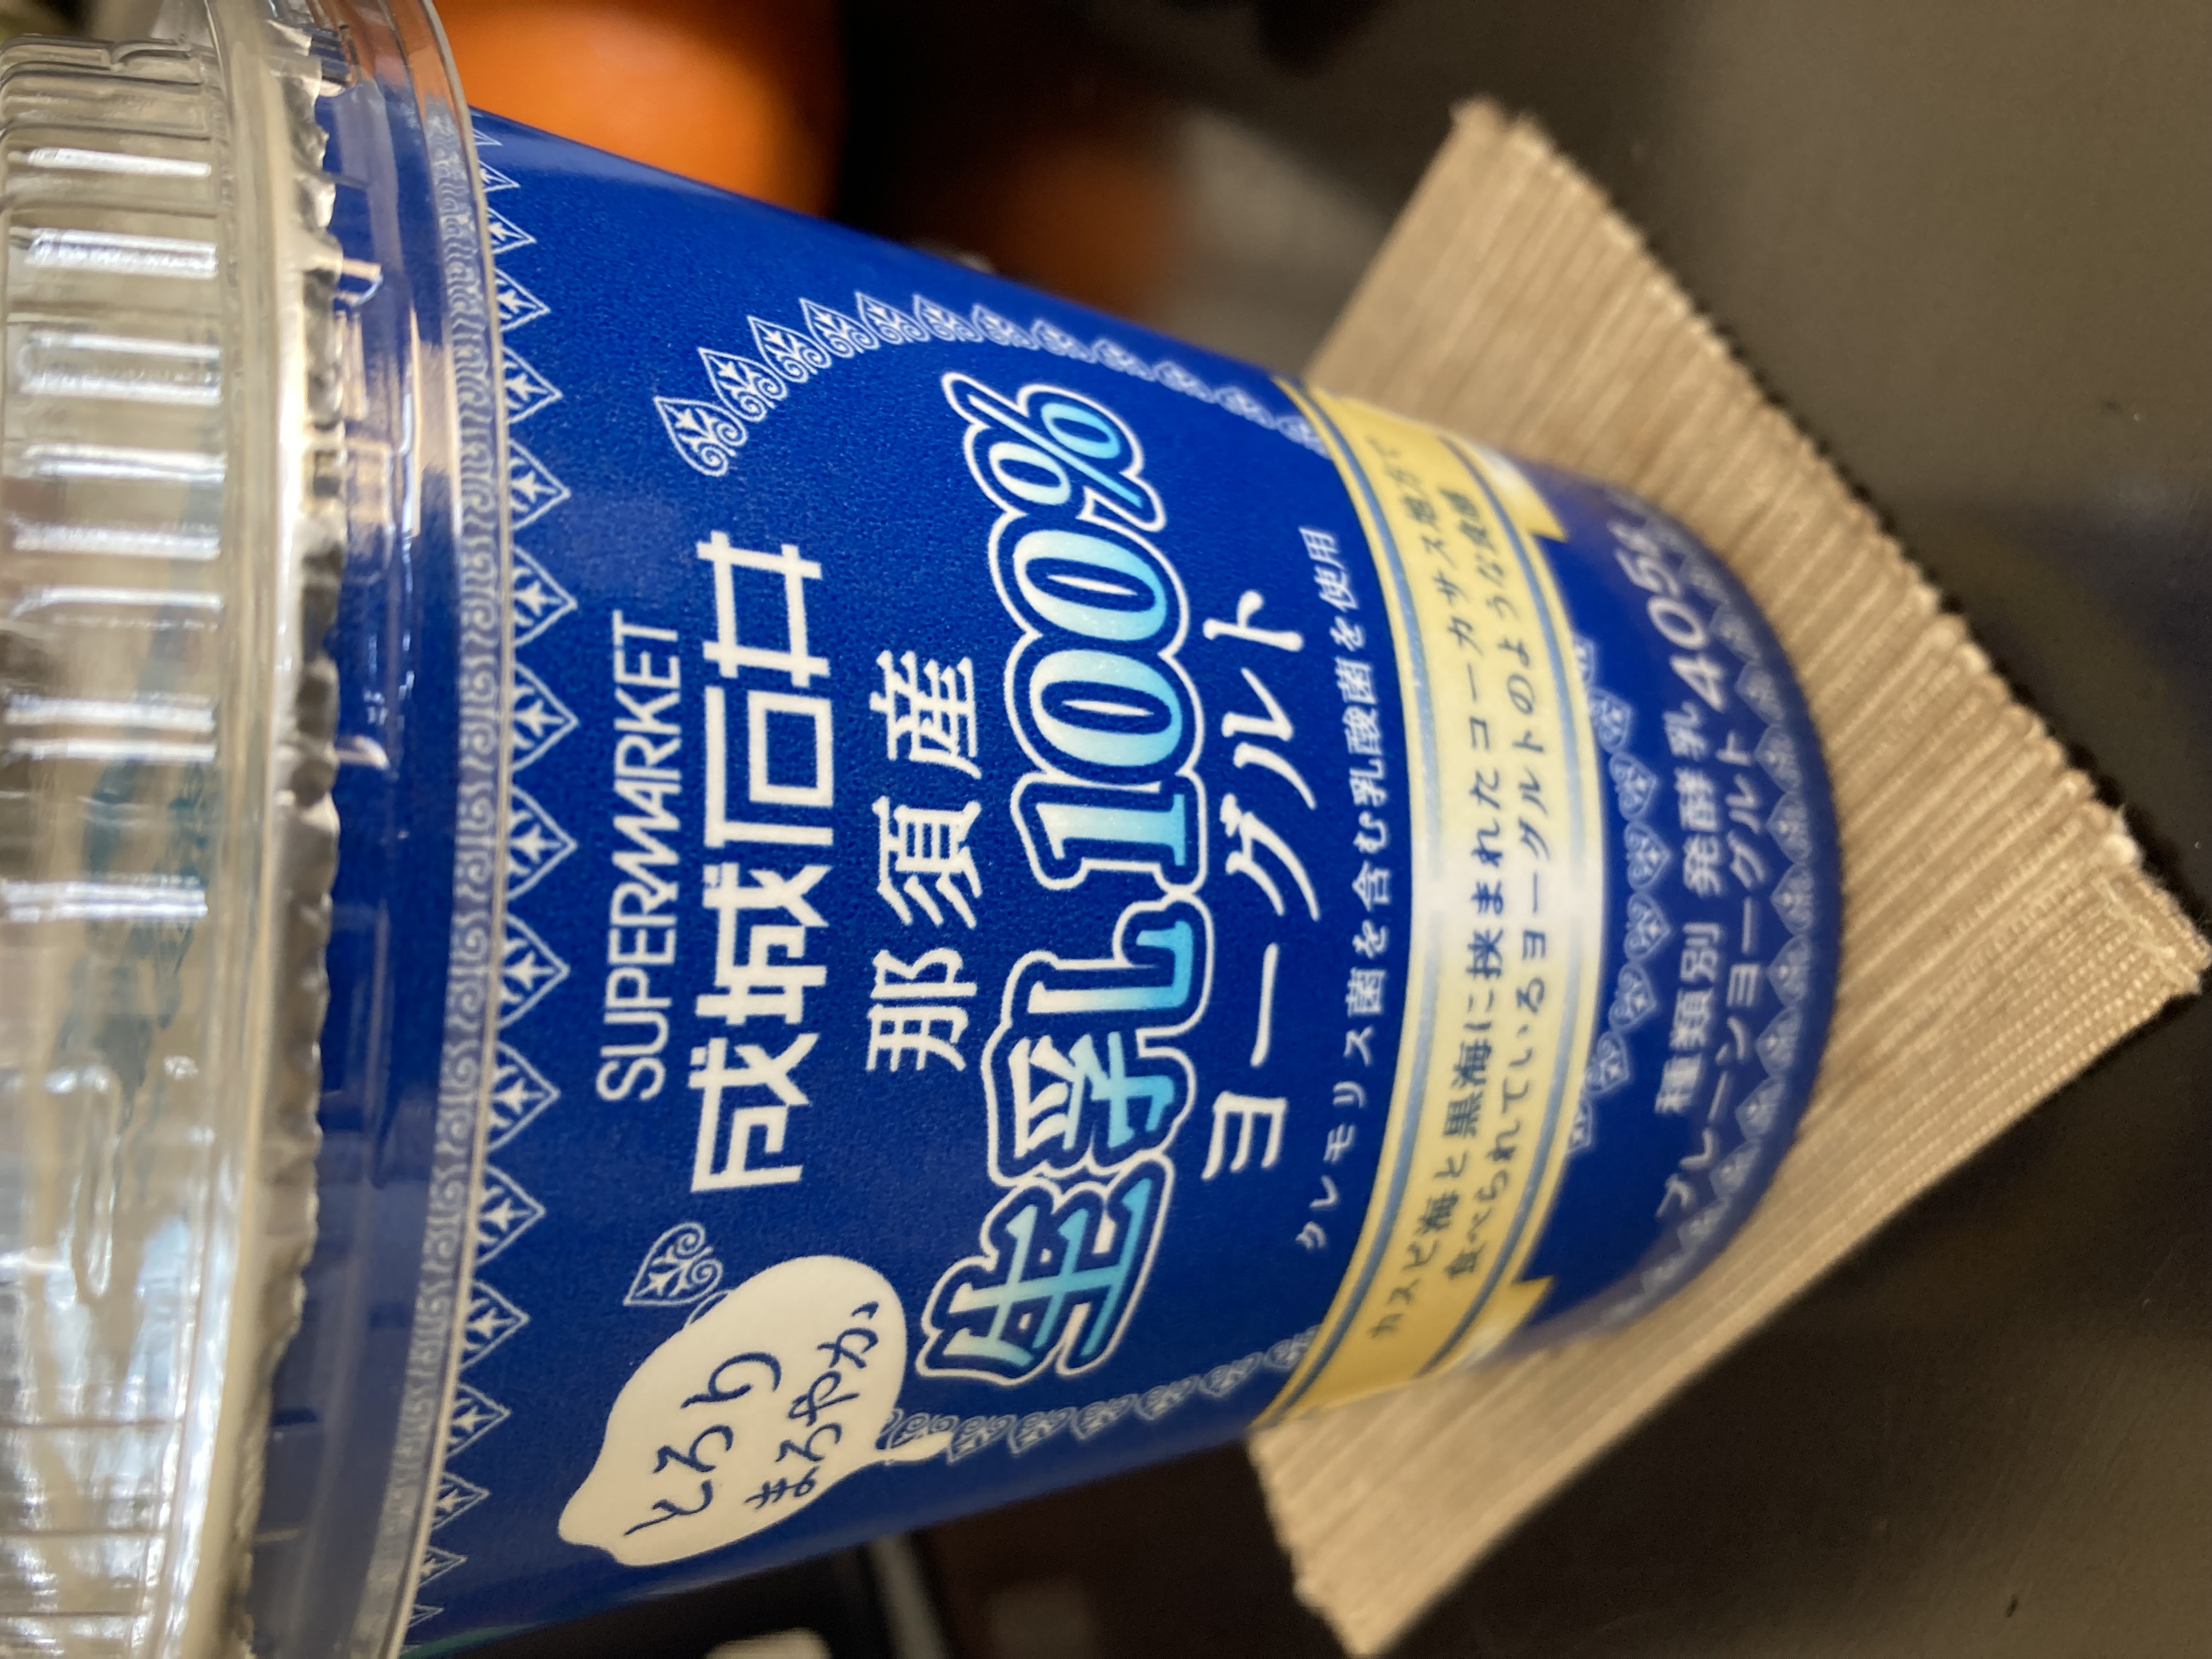 SUPERMARKET
成城石井
とろり
まろやか
那須産
生乳100%
ヨーグルト
クレモリス菌を含む乳酸菌を使用
カスピ海と黒海に挟まれたコーカサス地方で
食べられているヨーグルトのような食感
種類別 発酵乳 405g
プレーンヨーグルト